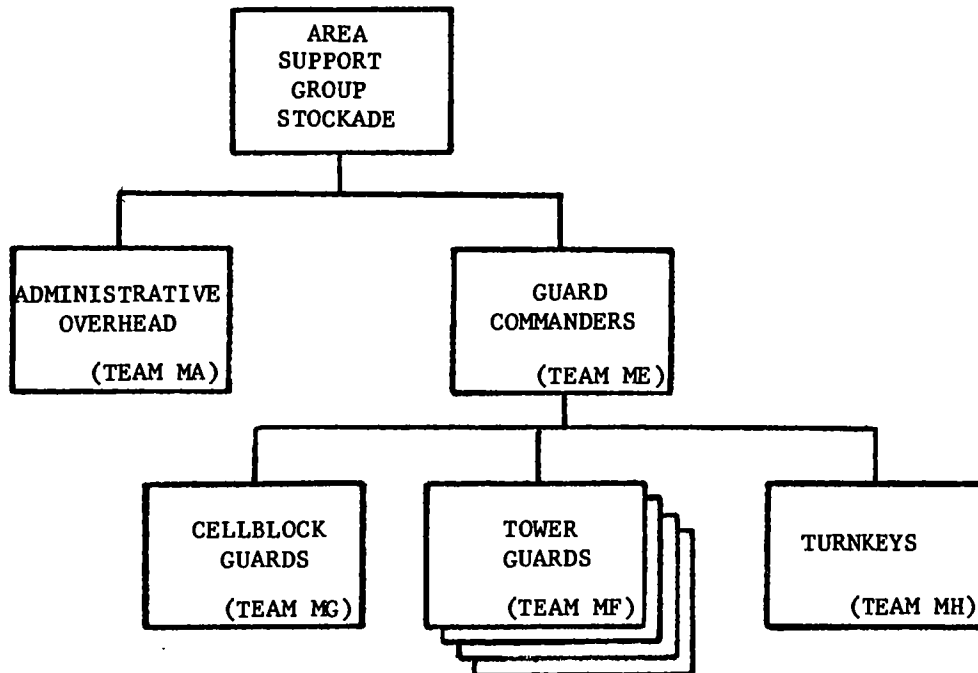 AREA
SUPPORT
GROUP
STOCKADE
ADMINISTRATIVE
OVERHEAD
(TEAM MA)
GUARD
COMMANDERS
(TEAM ME)
CELLBLOCK
GUARDS
(TEAM MG)
TOWER
GUARDS
(TEAM MF)
TURNKEYS
(TEAM MH)